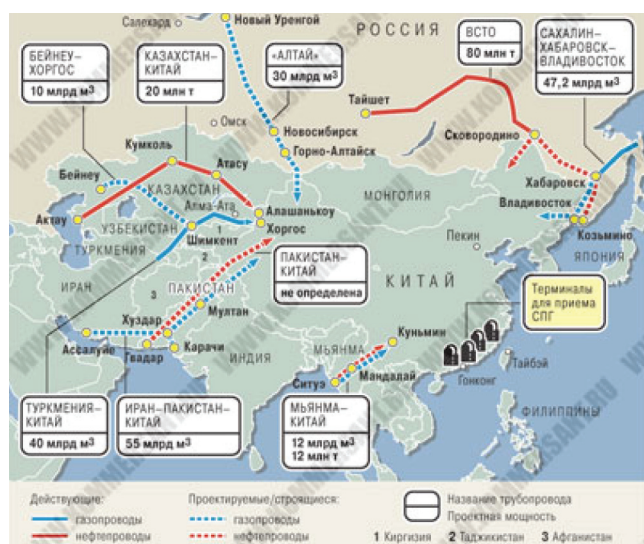 Салехард
Новый Уренгой
РОССИЯ
БЕЙНЕУ–
ХОРГОС
10 млрд м³
КАЗАХСТАН–
КИТАЙ
20 млн т
«АЛТАЙ»
30 млрд м³
ВСТО
80 млн т
САХАЛИН–
ХАБАРОВСК–
ВЛАДИВОСТОК
47,2 млрд м³
Тайшет
Омск
Новосибирск
Сковородино
Горно-Алтайск
Кумколь
Бейнеу
Атасу
КАЗАХСТАН
Хабаровск
Алма-Ата
МОНГОЛИЯ
Владивосток
Актау
УЗБЕКИСТАН
Алашанькоу
Хоргос
1
Шимкент
ТУРКМЕНИЯ
Козьмино
ЯПОНИЯ
Пекин
2
ПАКИСТАН–
КИТАЙ
не определена
ИРАН
3
ПАКИСТАН
КИТАЙ
Терминалы
для приема
СПГ
Хуздар
Мултан
Куньмин
Ассалуйе
Гвадар
Карачи
ИНДИЯ
МЬЯНМА
Ситуэ
Мандалай
Гонконг
Тайбэй
ФИЛИППИНЫ
ТУРКМЕНИЯ–
КИТАЙ
40 млрд м³
ИРАН–ПАКИСТАН–
КИТАЙ
55 млрд м³
МЬЯНМА–
КИТАЙ
12 млрд м³
12 млн т
Действующие:
газопроводы
нефтепроводы
Проектируемые/строящиеся:
газопроводы
нефтепроводы
Название трубопровода
Проектная мощность
1 Киргизия 2 Таджикистан 3 Афганистан
WWW.KOMMERSANT.RU